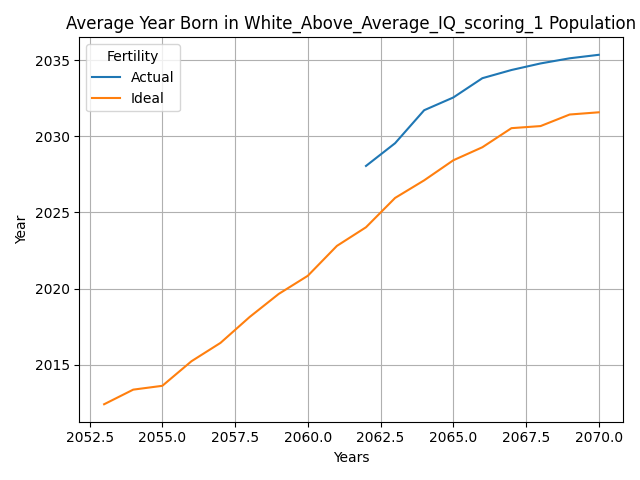 Average Year Born in White_Above_Average_IQ_scoring_1 Population
Fertility
Actual
Ideal
Year
2035
2030
2025
2020
2015
2052.5 2055.0 2057.5 2060.0 2062.5 2065.0 2067.5 2070.0
Years